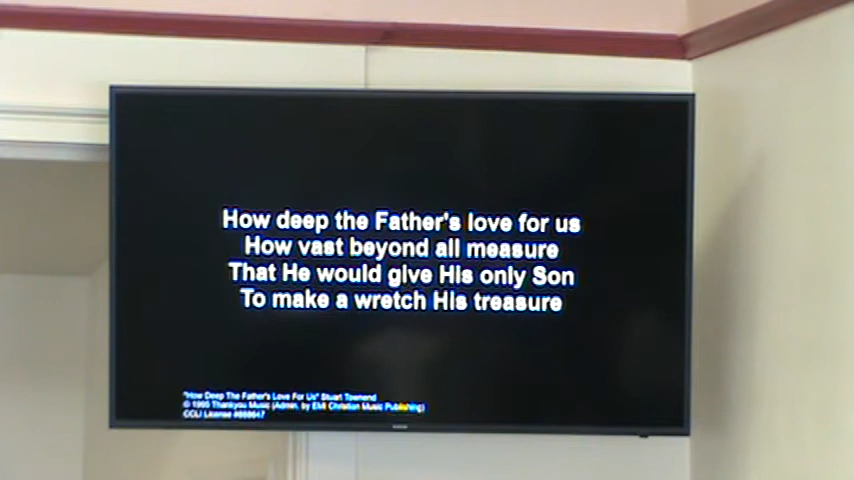 How deep the Father's love for us
How vast beyond all measure
That He would give His only Son
To make a wretch His treasure
"How Deep The Father's Love For Us" Stuart Townend
© 1995 Thankyou Music (Admin. by EMI Christian Music Publishing)
CCLI License